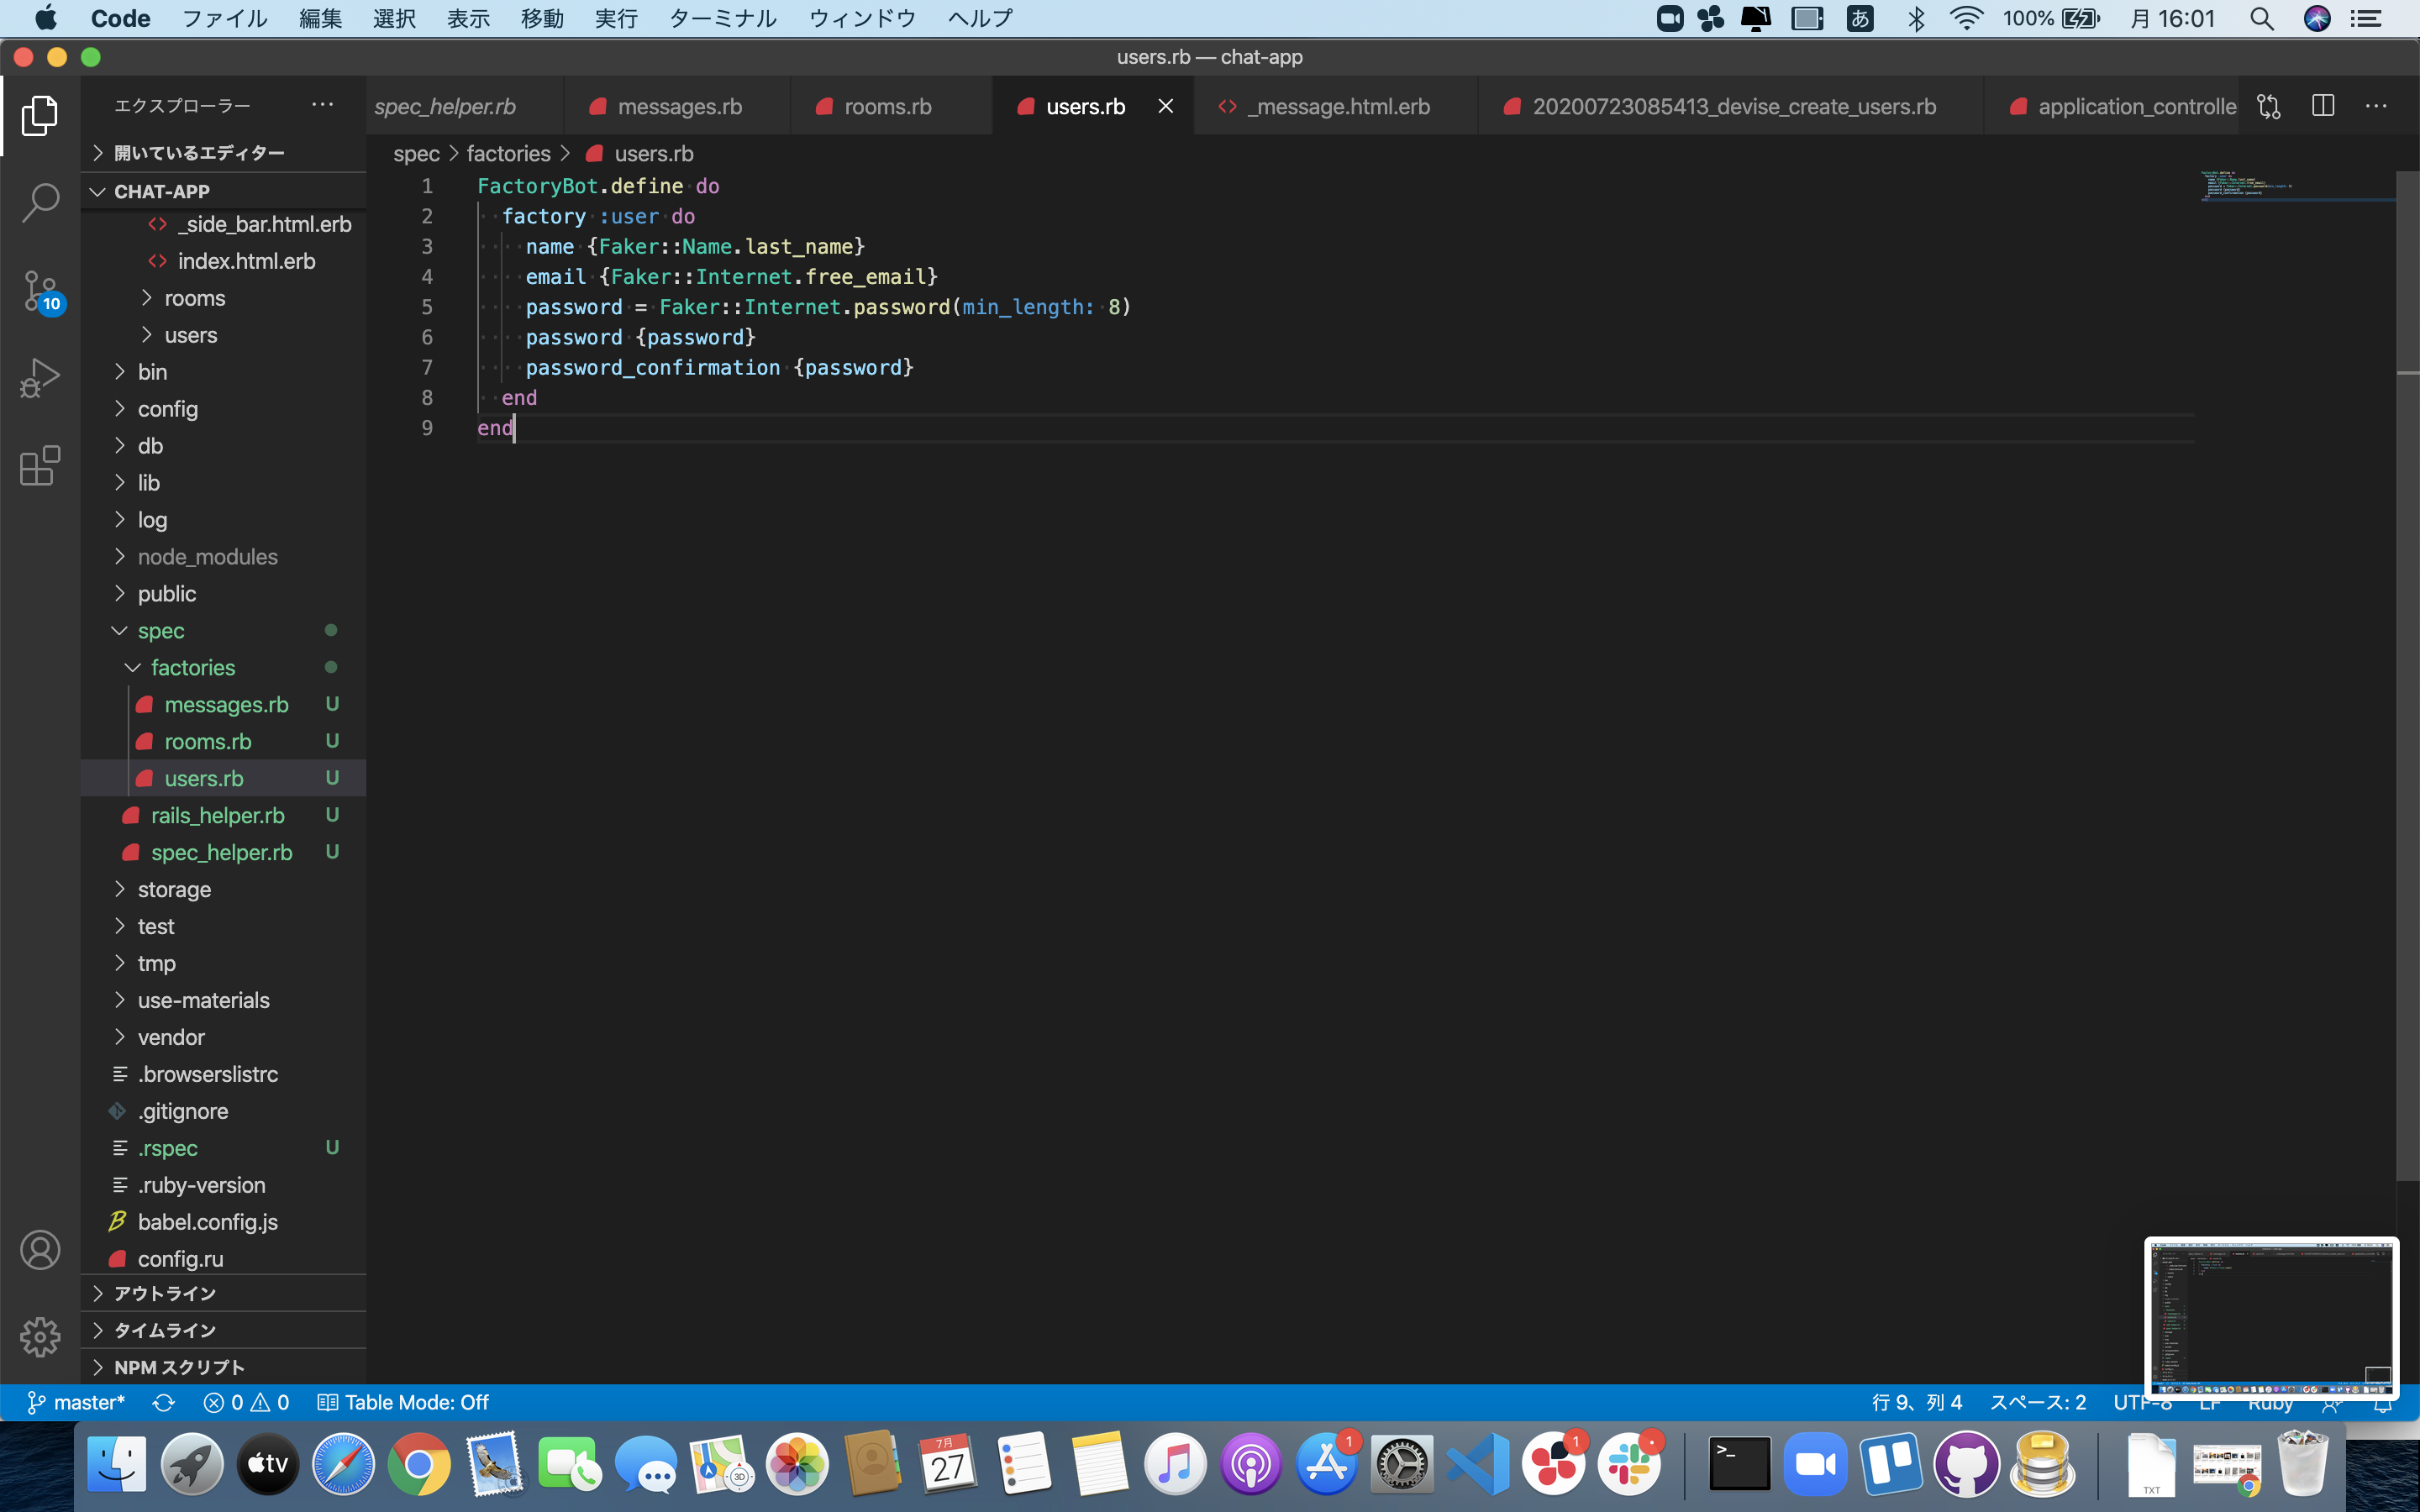 Code ファイル 編集 選択 表示 移動 実行 ターミナル ウィンドウ ヘルプ あ 100% 月 16:01
users.rb — chat-app
エクスプローラー ···
spec_helper.rb messages.rb rooms.rb users.rb _message.html.erb 20200723085413_devise_create_users.rb application_controlle
開いているエディター
CHAT-APP
_side_bar.html.erb
index.html.erb
rooms
users
bin
config
db
lib
log
node_modules
public
spec
factories
messages.rb U
rooms.rb U
users.rb U
rails_helper.rb U
spec_helper.rb U
storage
test
tmp
use-materials
vendor
.browserslistrc
.gitignore
.rspec U
.ruby-version
babel.config.js
config.ru
アウトライン
タイムライン
NPM スクリプト
10
spec > factories > users.rb
1 FactoryBot.define do
2 factory :user do
3 name {Faker::Name.last_name}
4 email {Faker::Internet.free_email}
5 password = Faker::Internet.password(min_length: 8)
6 password {password}
7 password_confirmation {password}
8 end
9 end
master* 0 0 Table Mode: Off 行 9、列 4 スペース: 2 UTF-8 LF Ruby
tv 7月 27 3D 1 1 >_ TXT